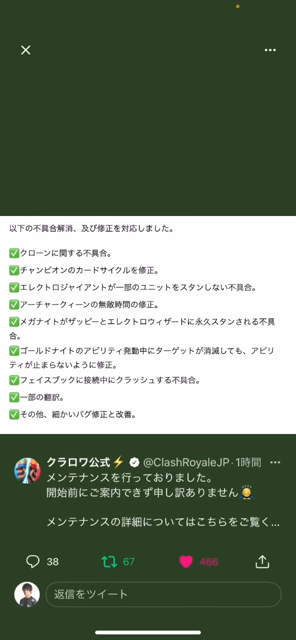 以下の不具合解消、及び修正を対応しました。
✅クローンに関する不具合。
✅チャンピオンのカードサイクルを修正。
✅エレクトロジャイアントが一部のユニットをスタンしない不具合。
✅アーチャークィーンの無敵時間の修正。
✅メガナイトがザッピーとエレクトロウィザードに永久スタンされる不具
合。
✅ゴールドナイトのアビリティ発動中にターゲットが消滅しても、アビリ
ティが止まらないように修正。
✅フェイスブックに接続中にクラッシュする不具合。
✅一部の翻訳。
✅その他、細かいバグ修正と改善。
クラロワ公式⚡ @ClashRoyaleJP · 1時間
メンテナンスを行っておりました。
開始前にご案内できず申し訳ありません🙇
メンテナンスの詳細についてはこちらをご覧く...
38 67 466
返信をツイート